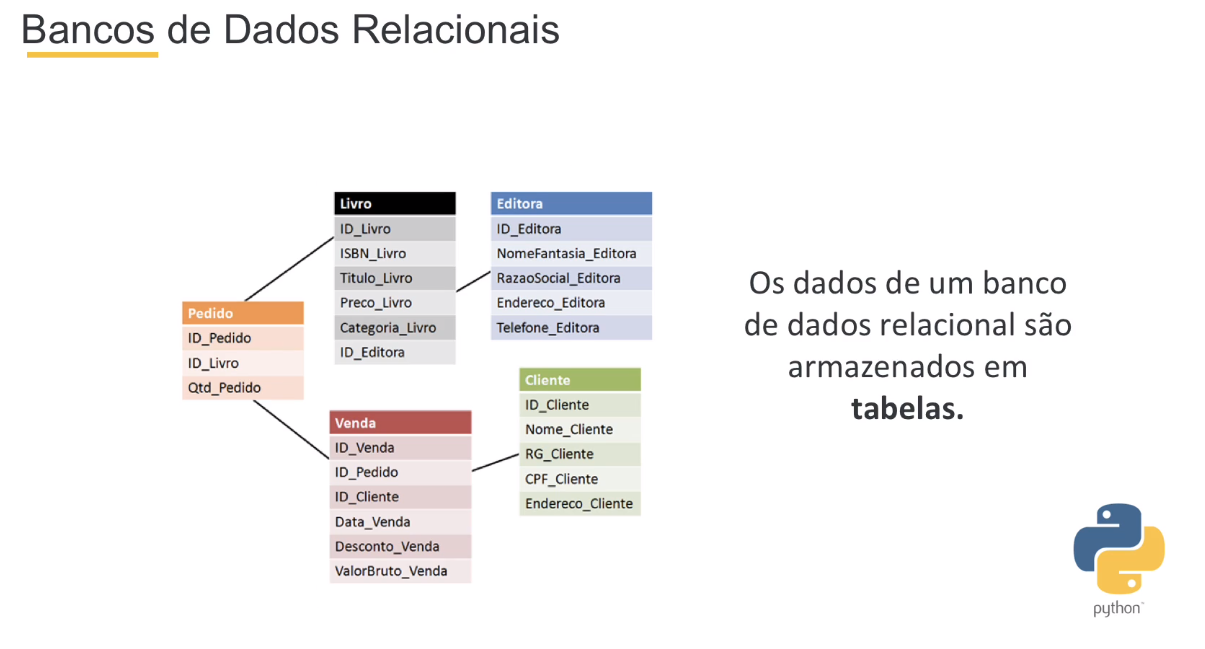 Bancos de Dados Relacionais
Livro
ID_Livro
ISBN_Livro
Titulo_Livro
Preco_Livro
Categoria_Livro
ID_Editora
Editora
ID_Editora
NomeFantasia_Editora
RazaoSocial_Editora
Endereco_Editora
Telefone_Editora
Pedido
ID_Pedido
ID_Livro
Qtd_Pedido
Venda
ID_Venda
ID_Pedido
ID_Cliente
Data_Venda
Desconto_Venda
ValorBruto_Venda
Cliente
ID_Cliente
Nome_Cliente
RG_Cliente
CPF_Cliente
Endereco_Cliente
Os dados de um banco
de dados relacional são
armazenados em
tabelas.
python